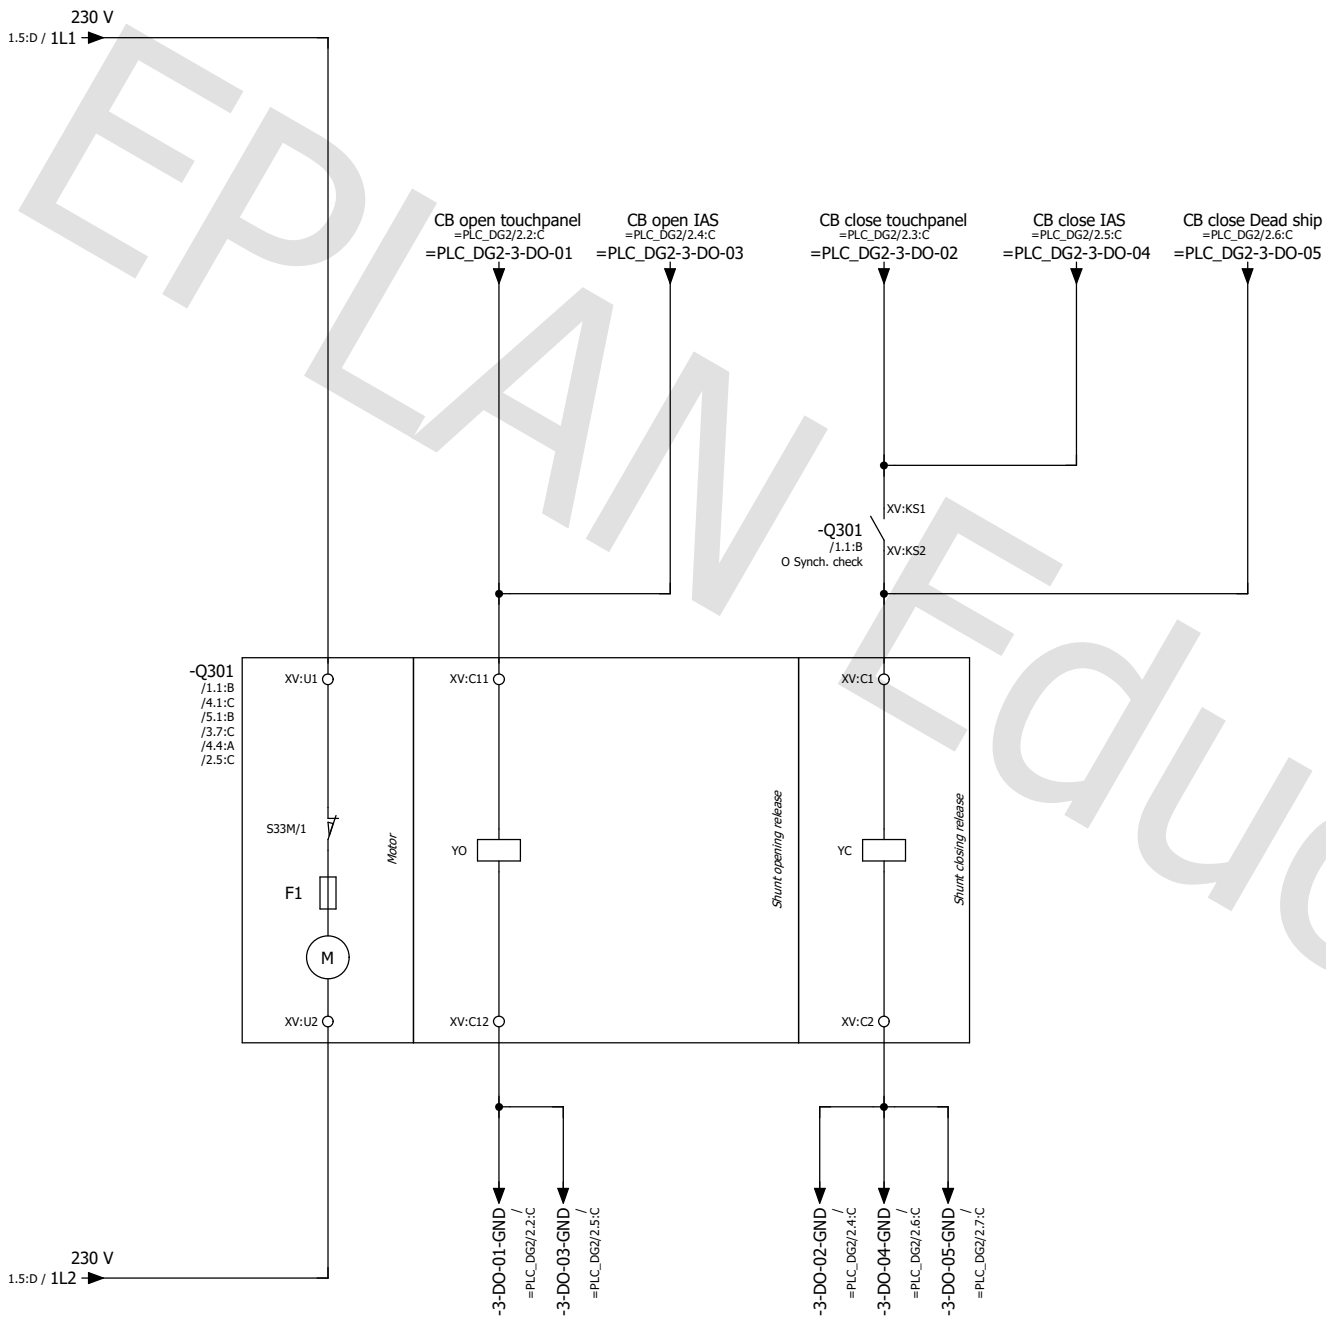 230 V
1.5:D / 1L1
CB open touchpanel
=PLC_DG2/2.2:C
=PLC_DG2-3-DO-01
CB open IAS
=PLC_DG2/2.4:C
=PLC_DG2-3-DO-03
CB close touchpanel
=PLC_DG2/2.3:C
=PLC_DG2-3-DO-02
CB close IAS
=PLC_DG2/2.5:C
=PLC_DG2-3-DO-04
CB close Dead ship
=PLC_DG2/2.6:C
=PLC_DG2-3-DO-05
EPLAN Educ
XV:KS1
-Q301
/1.1:B
XV:KS2
O Synch. check
-Q301
/1.1:B
/4.1:C
/5.1:B
/3.7:C
/4.4:A
/2.5:C
XV:U1
XV:C11
XV:C1
S33M/1
Motor
F1
M
YO
Shunt opening release
YC
Shunt closing release
XV:U2
XV:C12
XV:C2
-3-DO-01-GND /
=PLC_DG2/2.2:C
-3-DO-03-GND /
=PLC_DG2/2.5:C
-3-DO-02-GND /
=PLC_DG2/2.4:C
-3-DO-04-GND /
=PLC_DG2/2.6:C
-3-DO-05-GND /
=PLC_DG2/2.7:C
230 V
1.5:D / 1L2